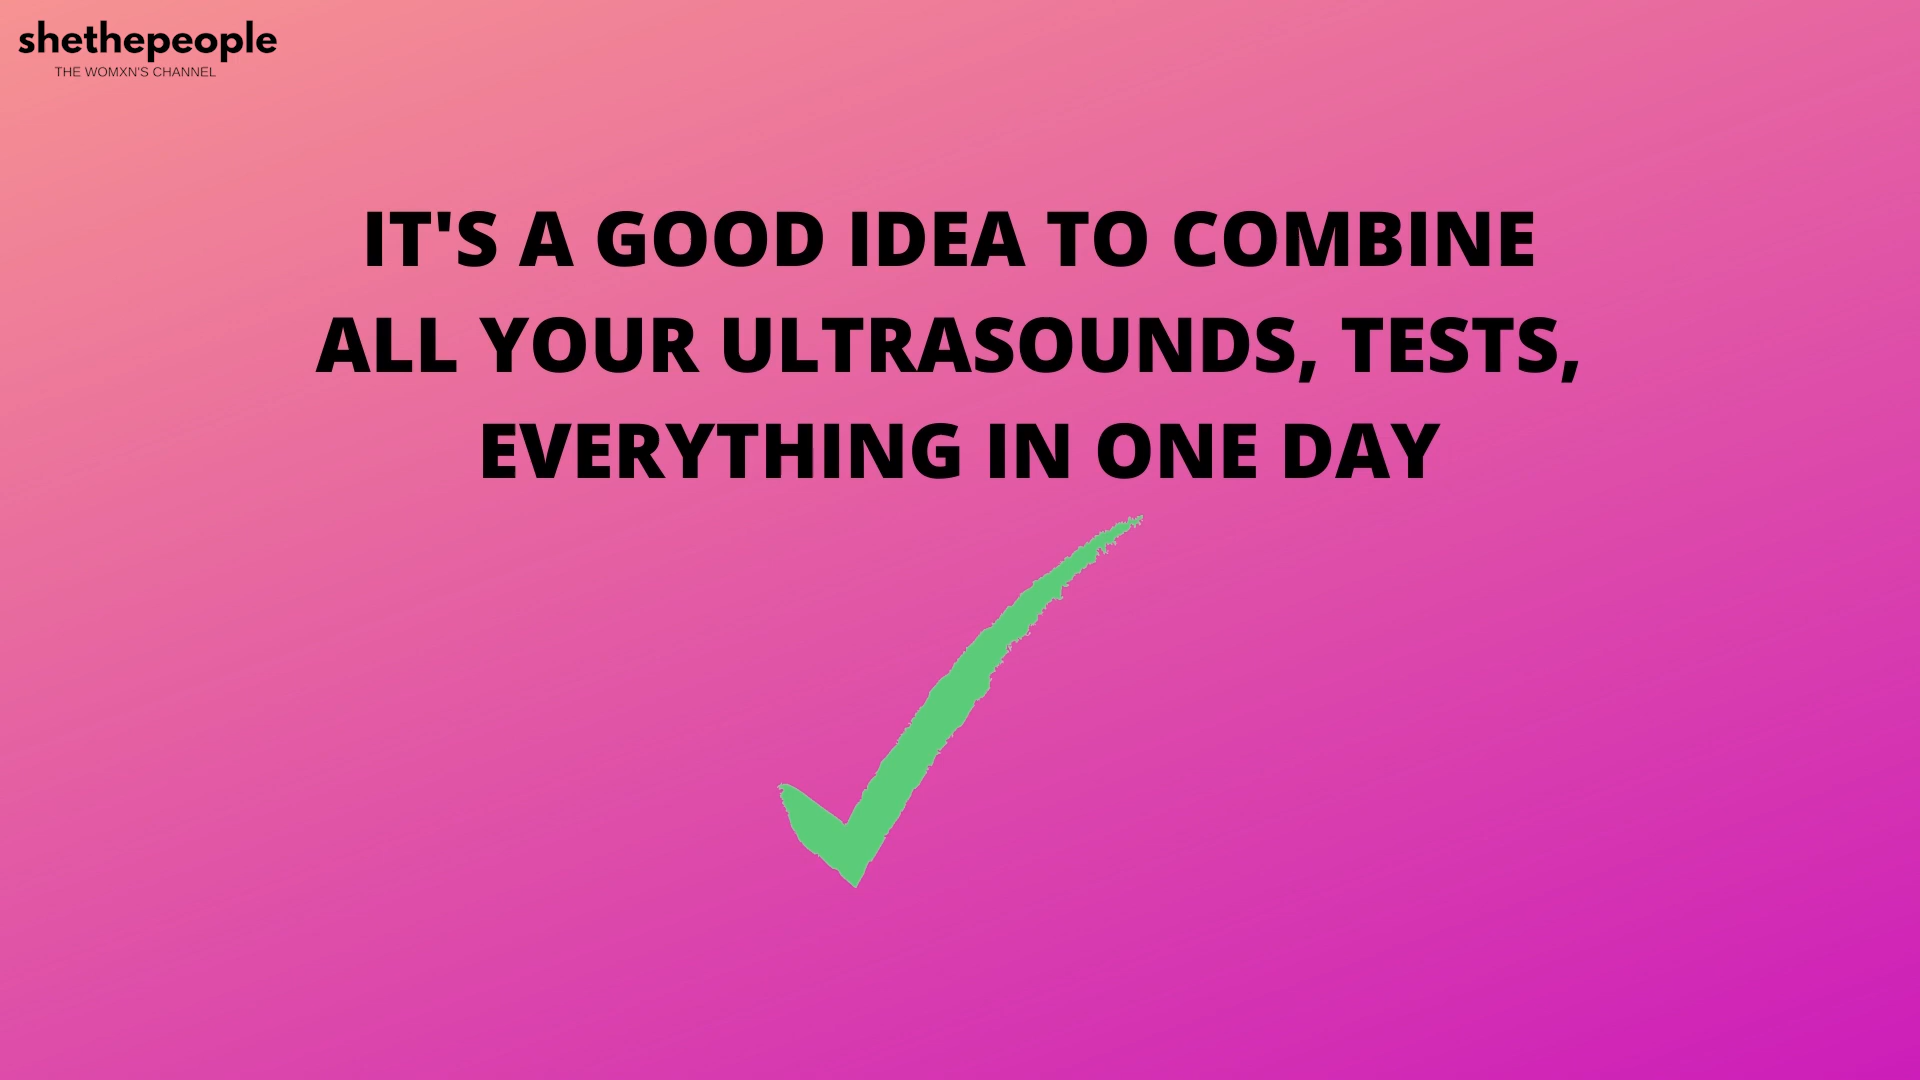 shethepeople
THE WOMXN'S CHANNEL
IT'S A GOOD IDEA TO COMBINE
ALL YOUR ULTRASOUNDS, TESTS,
EVERYTHING IN ONE DAY